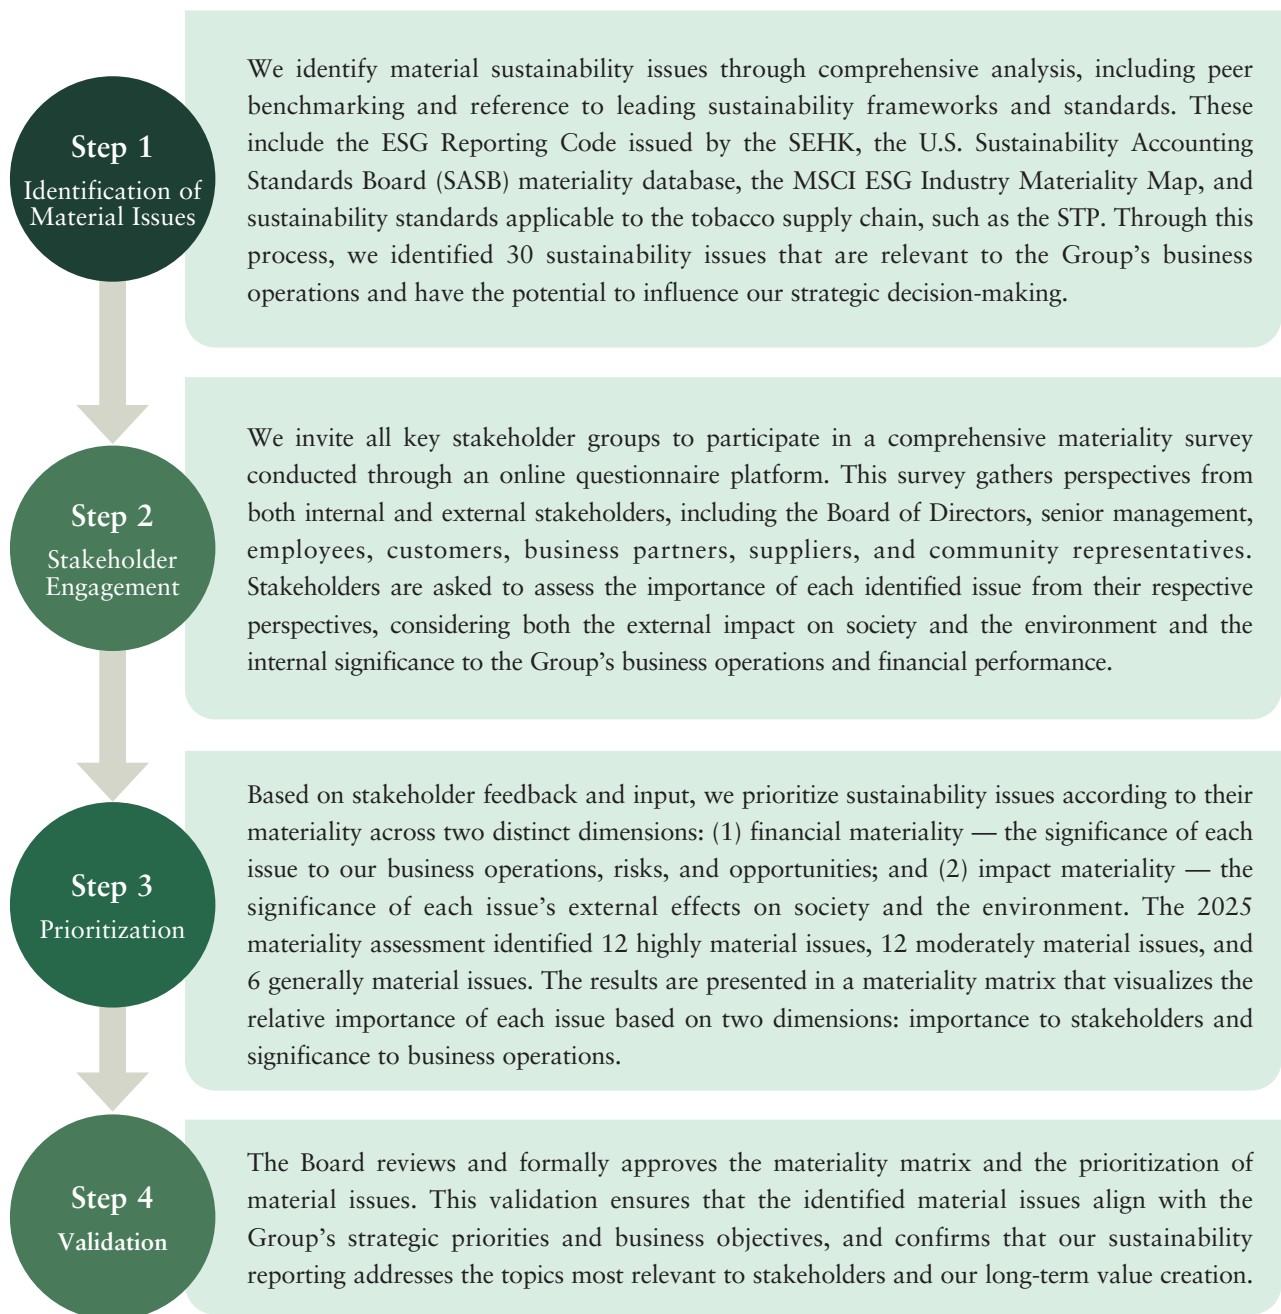 Step 1
Identification of
Material Issues
We identify material sustainability issues through comprehensive analysis, including peer
benchmarking and reference to leading sustainability frameworks and standards. These
include the ESG Reporting Code issued by the SEHK, the U.S. Sustainability Accounting
Standards Board (SASB) materiality database, the MSCI ESG Industry Materiality Map, and
sustainability standards applicable to the tobacco supply chain, such as the STP. Through this
process, we identified 30 sustainability issues that are relevant to the Group’s business
operations and have the potential to influence our strategic decision-making.
Step 2
Stakeholder
Engagement
We invite all key stakeholder groups to participate in a comprehensive materiality survey
conducted through an online questionnaire platform. This survey gathers perspectives from
both internal and external stakeholders, including the Board of Directors, senior management,
employees, customers, business partners, suppliers, and community representatives.
Stakeholders are asked to assess the importance of each identified issue from their respective
perspectives, considering both the external impact on society and the environment and the
internal significance to the Group’s business operations and financial performance.
Step 3
Prioritization
Based on stakeholder feedback and input, we prioritize sustainability issues according to their
materiality across two distinct dimensions: (1) financial materiality — the significance of each
issue to our business operations, risks, and opportunities; and (2) impact materiality — the
significance of each issue’s external effects on society and the environment. The 2025
materiality assessment identified 12 highly material issues, 12 moderately material issues, and
6 generally material issues. The results are presented in a materiality matrix that visualizes the
relative importance of each issue based on two dimensions: importance to stakeholders and
significance to business operations.
Step 4
Validation
The Board reviews and formally approves the materiality matrix and the prioritization of
material issues. This validation ensures that the identified material issues align with the
Group’s strategic priorities and business objectives, and confirms that our sustainability
reporting addresses the topics most relevant to stakeholders and our long-term value creation.